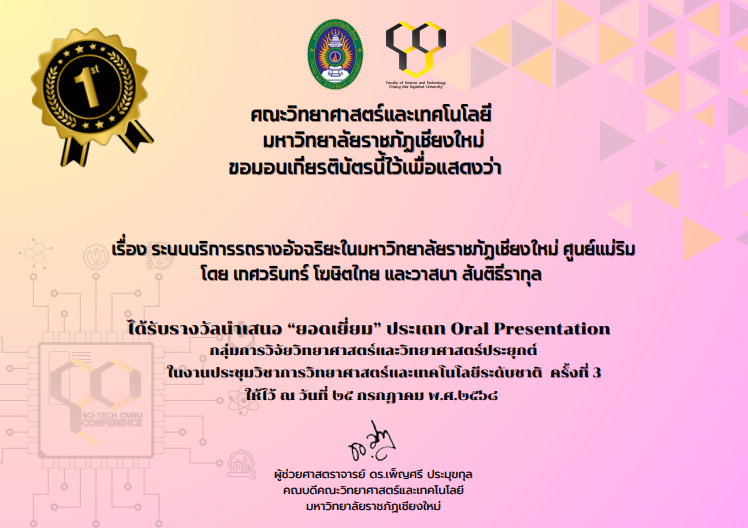 1st
Faculty of Science and Technology
Chiang Mai Rajabhat University
คณะวิทยาศาสตร์และเทคโนโลยี
มหาวิทยาลัยราชภัฏเชียงใหม่
ขอมอบเกียรติบัตรนี้ไว้เพื่อแสดงว่า
เรื่อง ระบบบริการรถรางอัจฉริยะในมหาวิทยาลัยราชภัฏเชียงใหม่ ศูนย์แม่ริม
โดย เกศวรินทร์ โฆษิตไทย และวาสนา สันติธีรากุล
ได้รับรางวัลนำเสนอ “ยอดเยี่ยม” ประเภท Oral Presentation
กลุ่มการวิจัยวิทยาศาสตร์และวิทยาศาสตร์ประยุกต์
ในงานประชุมวิชาการวิทยาศาสตร์และเทคโนโลยีระดับชาติ ครั้งที่ 3
ให้ไว้ ณ วันที่ ๒๕ กรกฎาคม พ.ศ.๒๕๖๘
SCI-TECH CMRU
CONFERENCE
ผู้ช่วยศาสตราจารย์ ดร.เพ็ญศรี ประมุขกุล
คณบดีคณะวิทยาศาสตร์และเทคโนโลยี
มหาวิทยาลัยราชภัฏเชียงใหม่